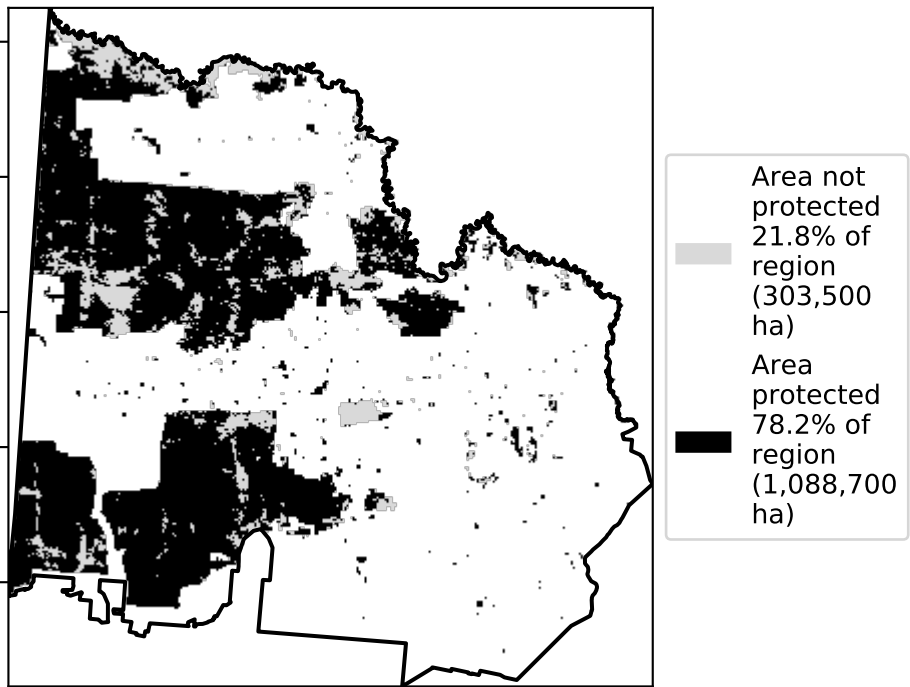 Area not
protected
21.8% of
region
(303,500
ha)
Area
protected
78.2% of
region
(1,088,700
ha)